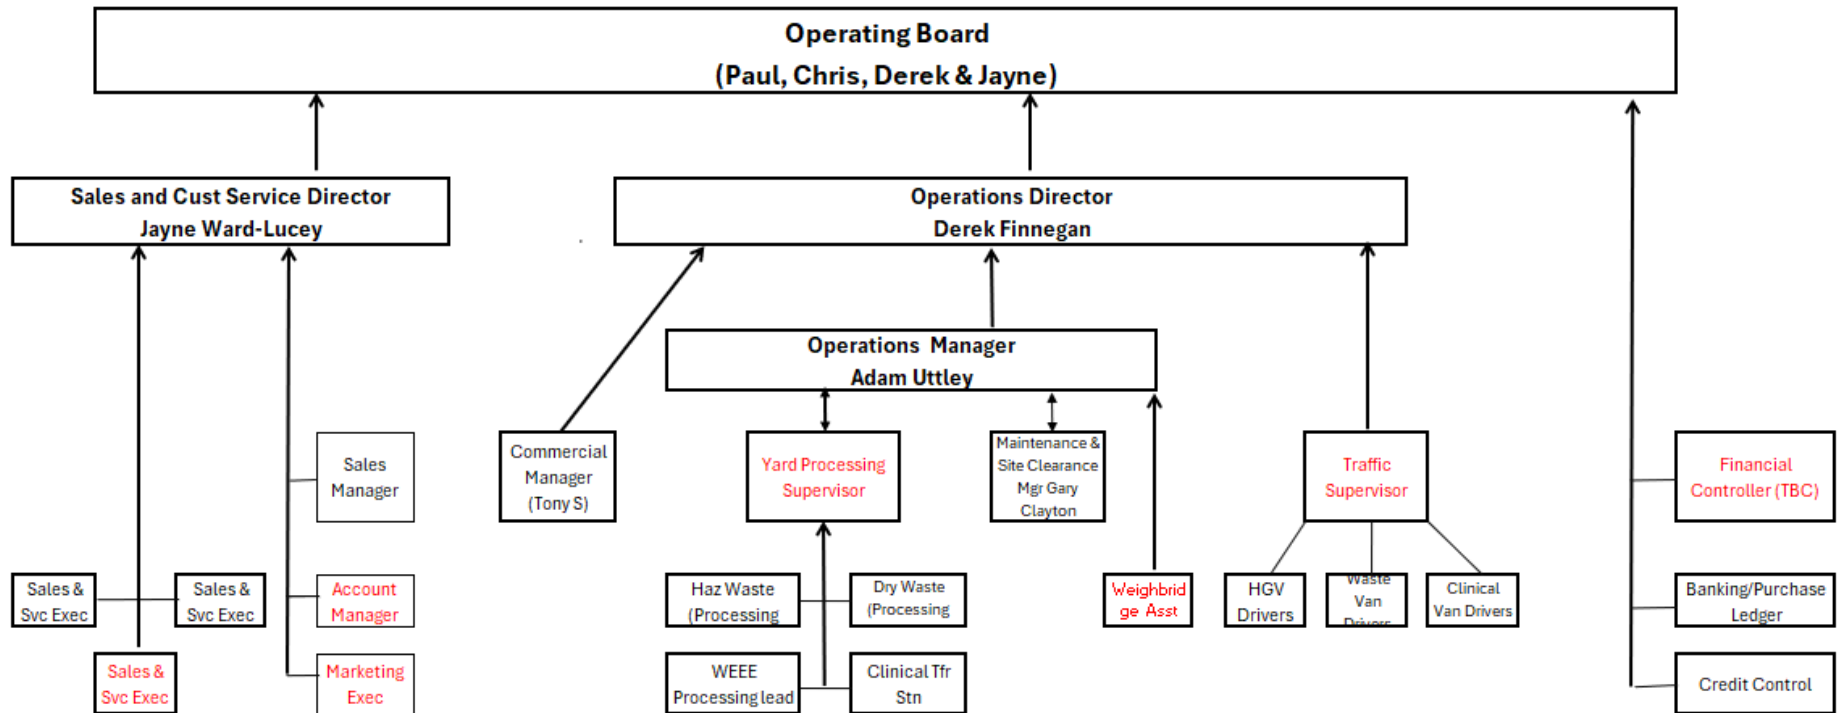 Operating Board
(Paul, Chris, Derek & Jayne)
Sales and Cust Service Director
Jayne Ward-Lucey
Operations Director
Derek Finnegan
Operations Manager
Adam Uttley
Sales
Manager
Commercial
Manager
(Tony S)
Yard Processing
Supervisor
Maintenance &
Site Clearance
Mgr Gary
Clayton
Traffic
Supervisor
Financial
Controller (TBC)
Sales &
Svc Exec
Sales &
Svc Exec
Account
Manager
Haz Waste
(Processing
Dry Waste
(Processing
Weighbrid
ge Asst
HGV
Drivers
Waste
Van
Drivers
Clinical
Van Drivers
Banking/Purchase
Ledger
Sales &
Svc Exec
Marketing
Exec
WEEE
Processing lead
Clinical Tfr
Stn
Credit Control